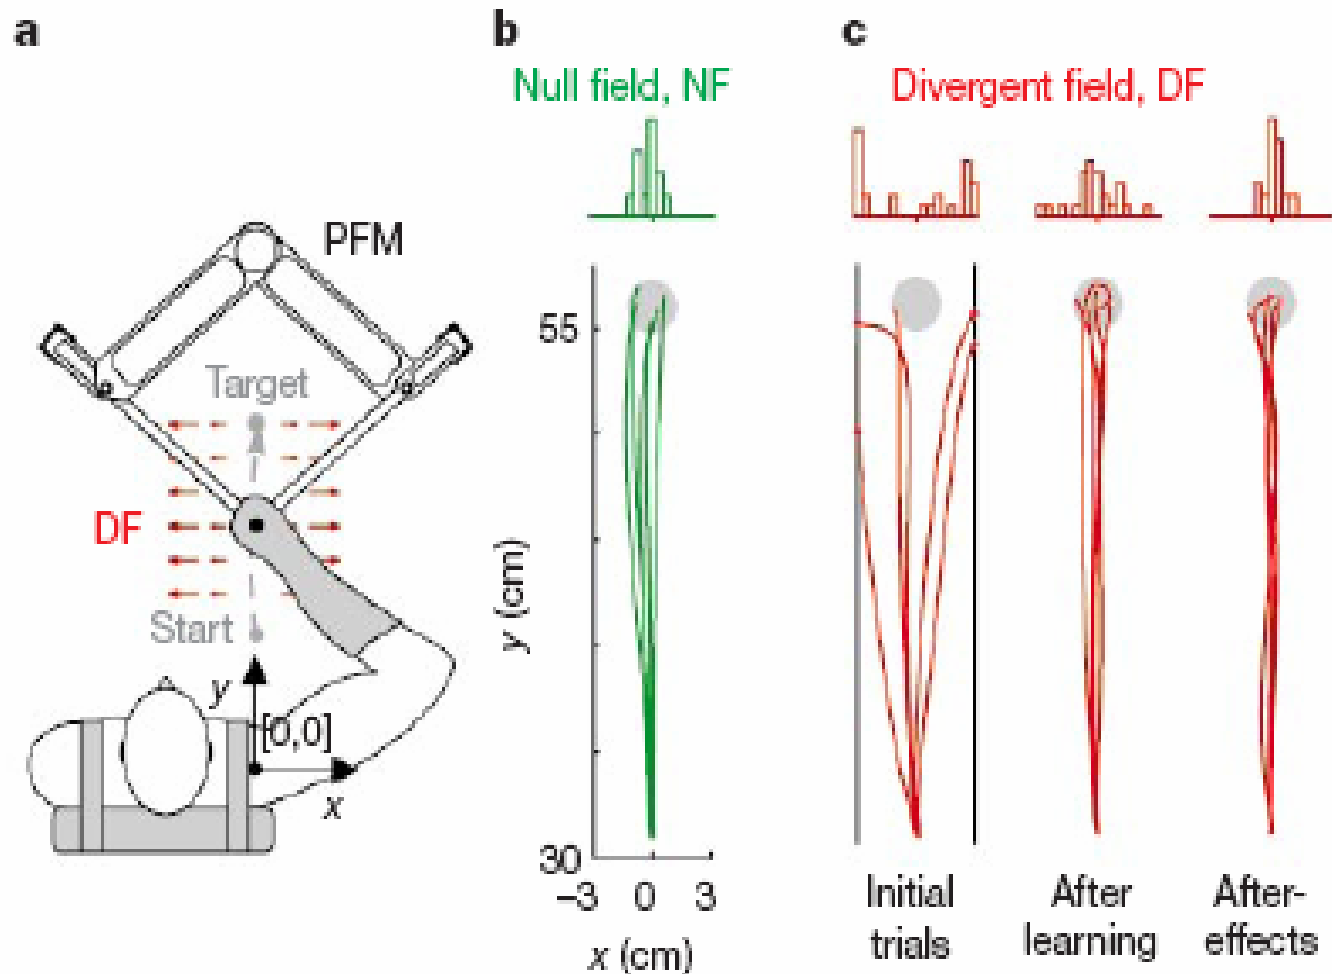 a
PFM
Target
DF
Start
y
[0,0]
x
b
Null field, NF
55
y (cm)
30
–3 0 3
x (cm)
c
Divergent field, DF
Initial
trials
After
learning
After-
effects